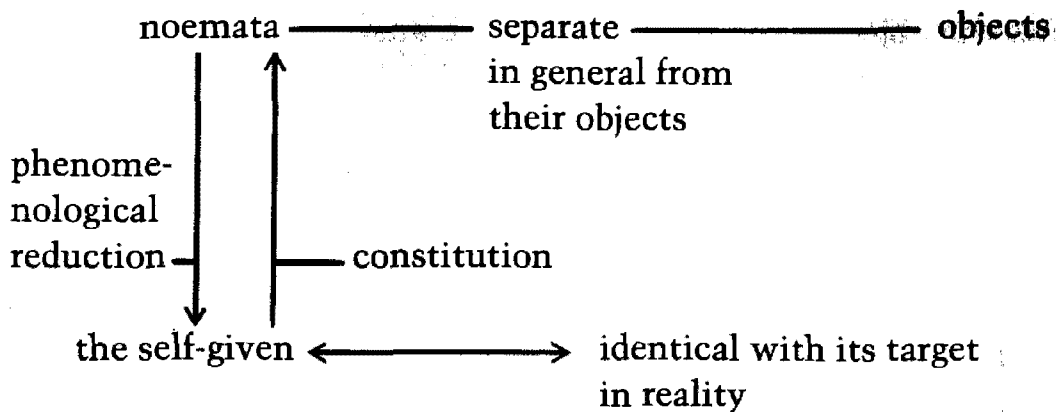 noemata separate objects
in general from
their objects
phenome-
nological
reduction constitution
the self-given identical with its target
in reality